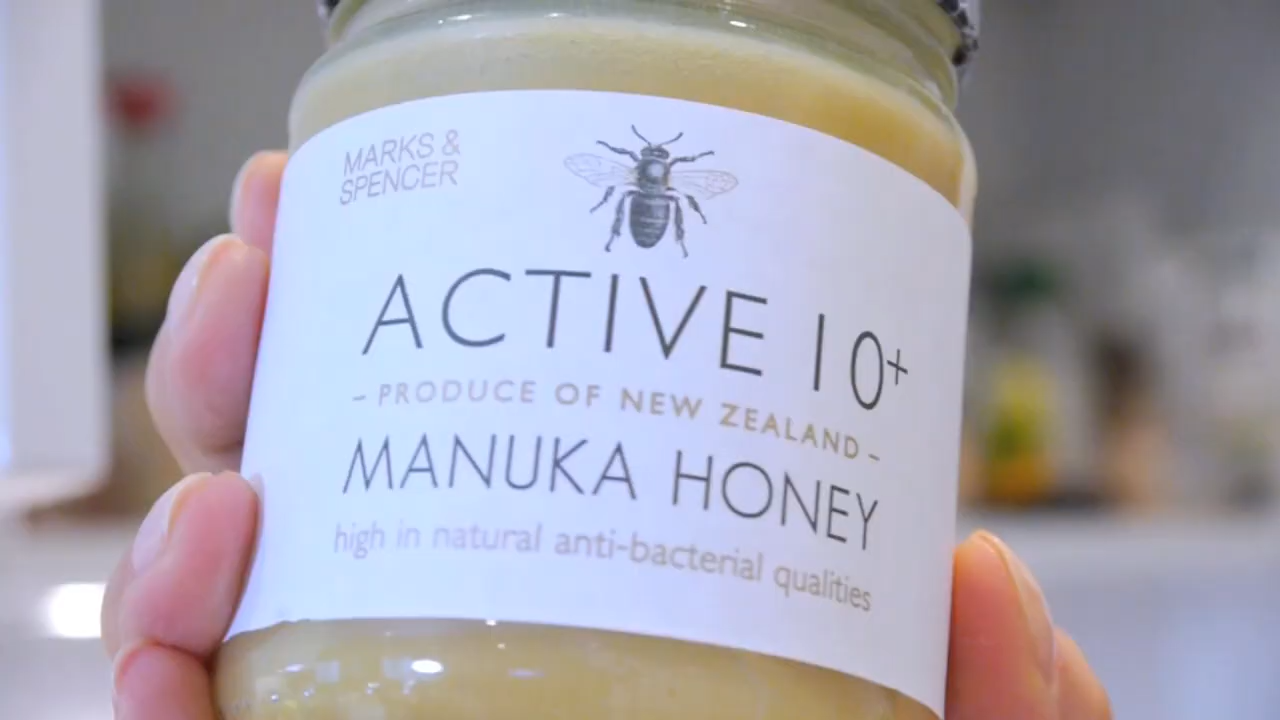 MARKS &
SPENCER
ACTIVE 10+
– PRODUCE OF NEW ZEALAND –
MANUKA HONEY
high in natural anti-bacterial qualities